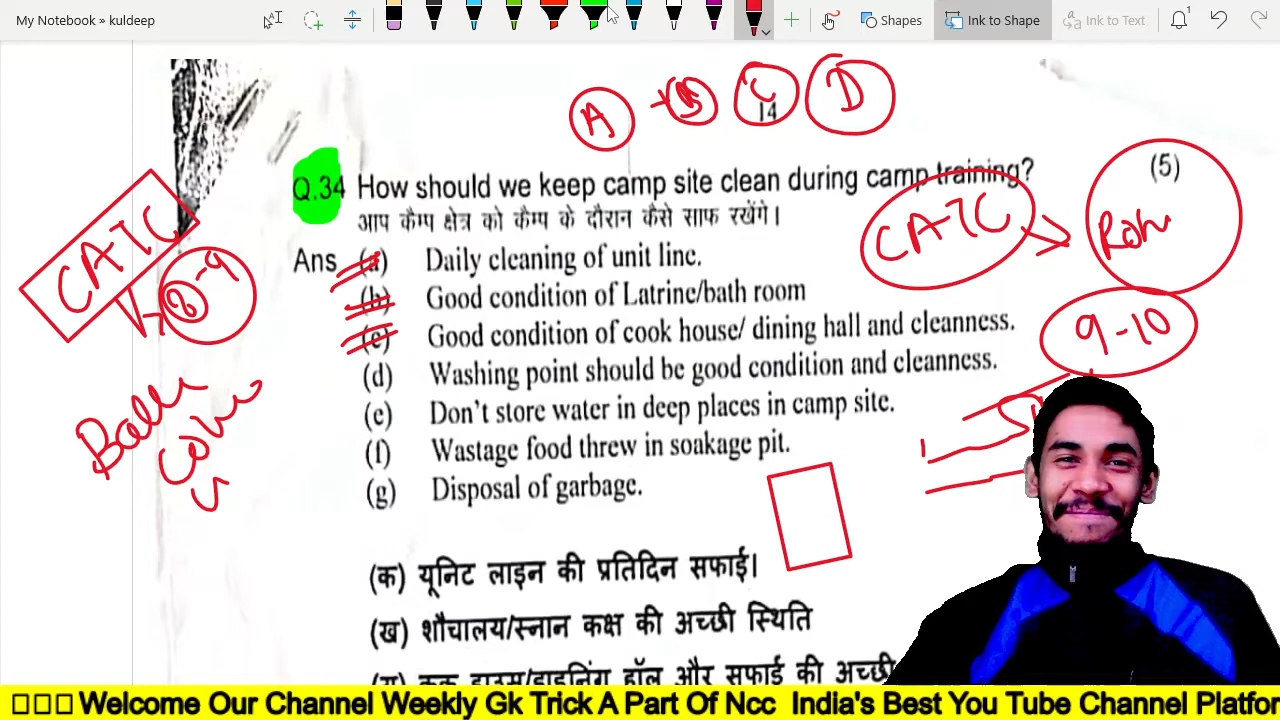 My Notebook » kuldeep
Shapes
Ink to Shape
Ink to Text
A
C
D
14
(5)
Q.34 How should we keep camp site clean during camp training?
आप कैम्प क्षेत्र को कैम्प के दौरान कैसे साफ रखेंगे।
CATC
8-9
CATC
9-10
Ans (a) Daily cleaning of unit line.
(b) Good condition of Latrine/bath room
(c) Good condition of cook house/ dining hall and cleanness.
(d) Washing point should be good condition and cleanness.
(e) Don't store water in deep places in camp site.
(f) Wastage food threw in soakage pit.
(g) Disposal of garbage.
(क) यूनिट लाइन की प्रतिदिन सफाई।
(ख) शौचालय/स्नान कक्ष की अच्छी स्थिति
Welcome Our Channel Weekly Gk Trick A Part Of Ncc India's Best You Tube Channel Platfor